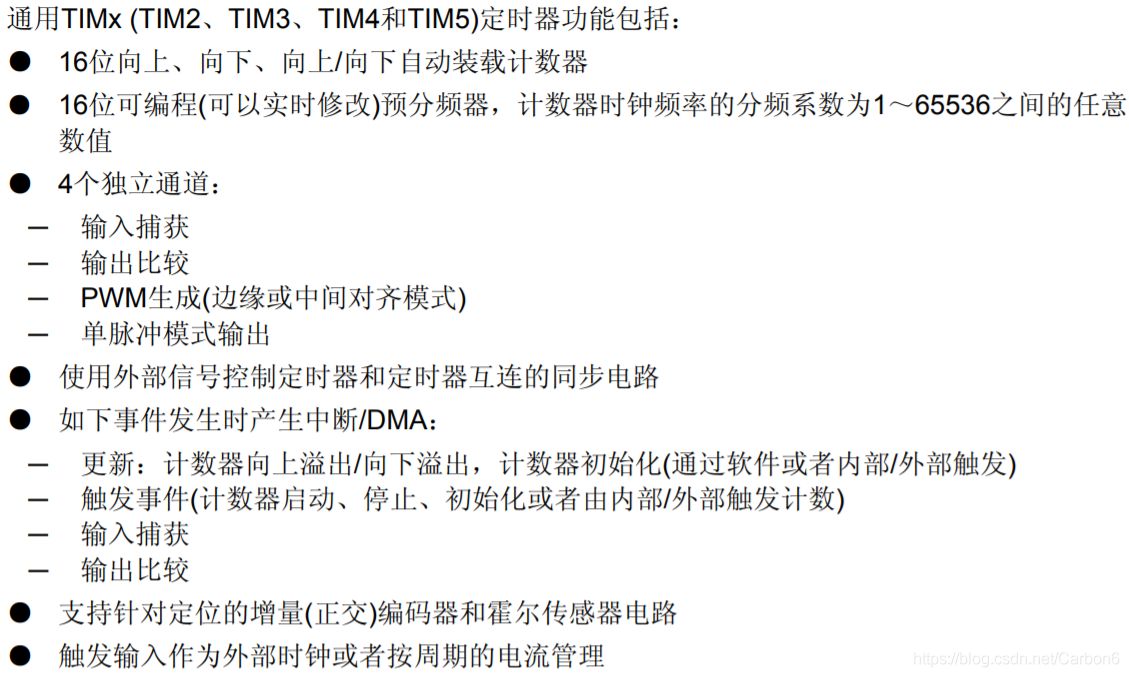 通用TIMx (TIM2、TIM3、TIM4和TIM5)定时器功能包括：
● 16位向上、向下、向上/向下自动装载计数器
● 16位可编程(可以实时修改)预分频器，计数器时钟频率的分频系数为1～65536之间的任意
数值
● 4个独立通道：
─ 输入捕获
─ 输出比较
─ PWM生成(边缘或中间对齐模式)
─ 单脉冲模式输出
● 使用外部信号控制定时器和定时器互连的同步电路
● 如下事件发生时产生中断/DMA：
─ 更新：计数器向上溢出/向下溢出，计数器初始化(通过软件或者内部/外部触发)
─ 触发事件(计数器启动、停止、初始化或者由内部/外部触发计数)
─ 输入捕获
─ 输出比较
● 支持针对定位的增量(正交)编码器和霍尔传感器电路
● 触发输入作为外部时钟或者按周期的电流管理
https://blog.csdn.net/Carbon6